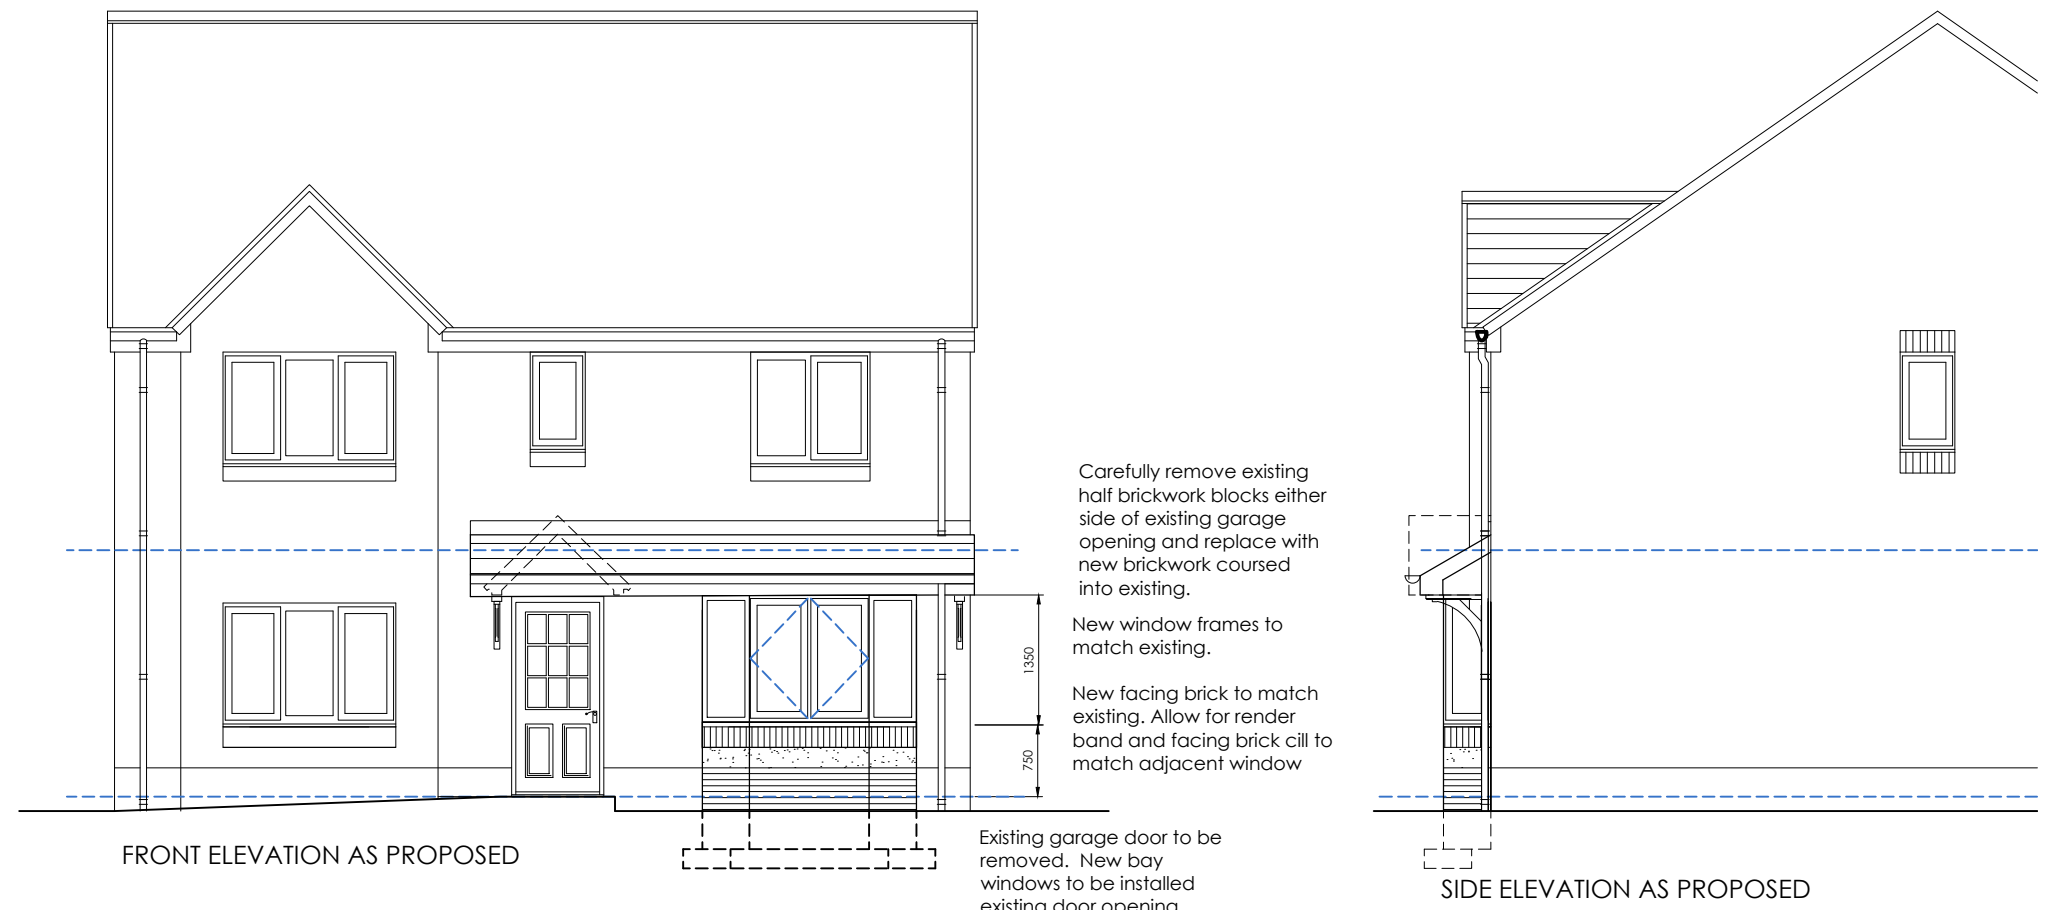 Carefully remove existing
half brickwork blocks either
side of existing garage
opening and replace with
new brickwork coursed
into existing.
New window frames to
match existing.
1350
New facing brick to match
existing. Allow for render
band and facing brick cill to
match adjacent window
750
Existing garage door to be
removed. New bay
windows to be installed
existing door opening
FRONT ELEVATION AS PROPOSED
SIDE ELEVATION AS PROPOSED